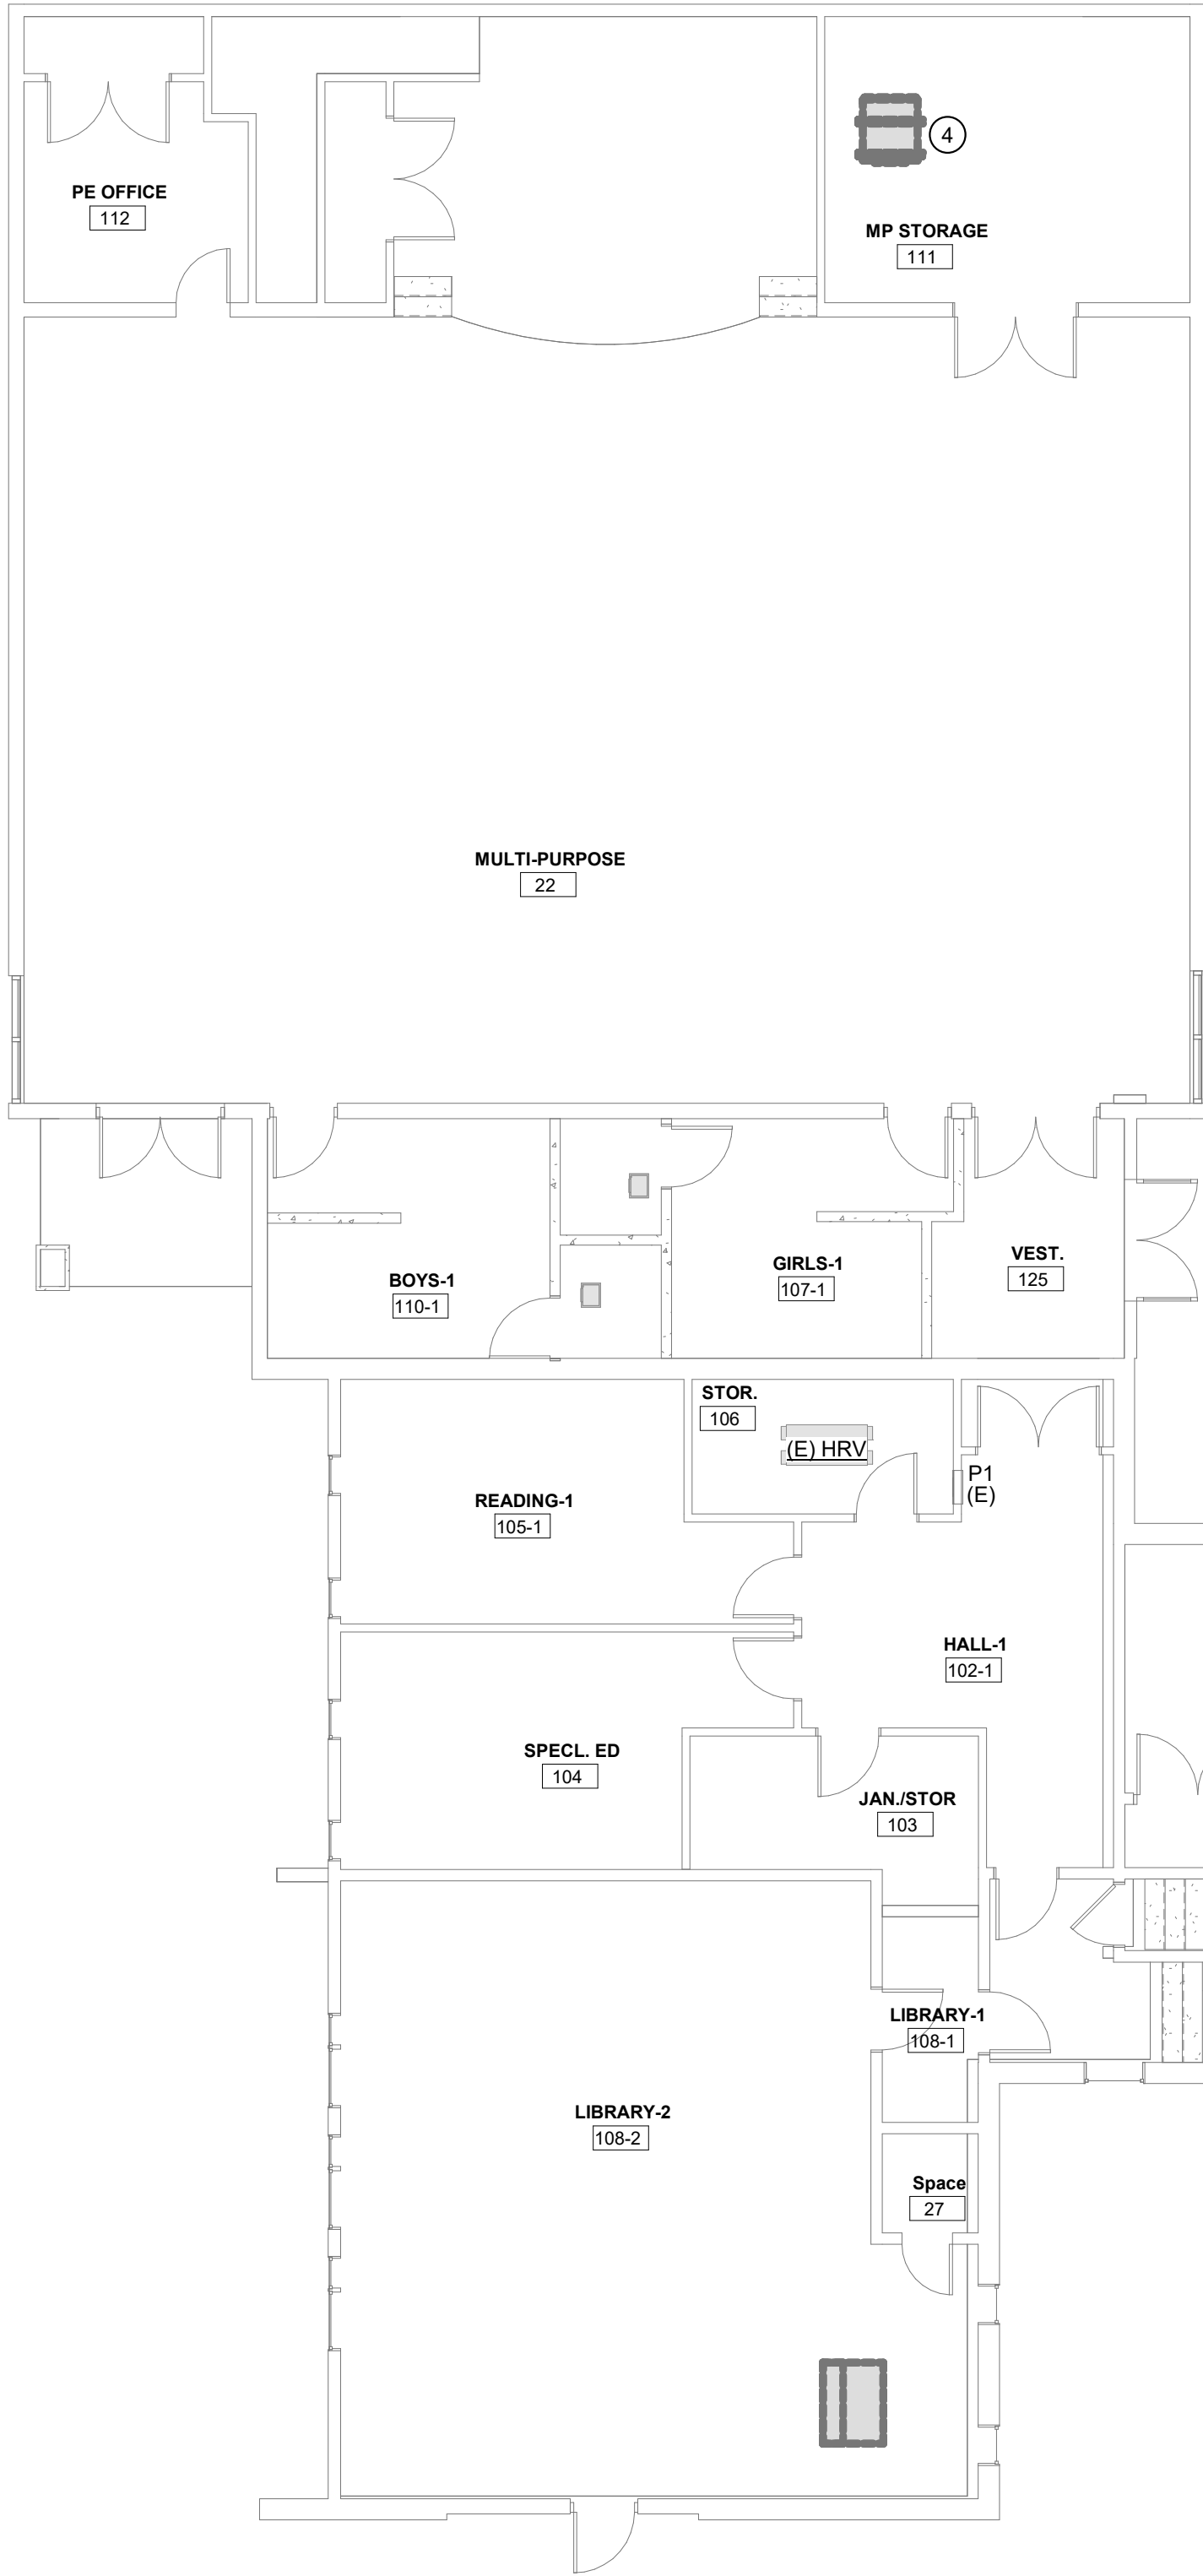 PE OFFICE
112
4
MP STORAGE
111
MULTI-PURPOSE
22
BOYS-1
110-1
GIRLS-1
107-1
VEST.
125
STOR.
106
(E) HRV
P1
(E)
READING-1
105-1
HALL-1
102-1
SPECL. ED
104
JAN./STOR
103
LIBRARY-1
108-1
LIBRARY-2
108-2
Space
27